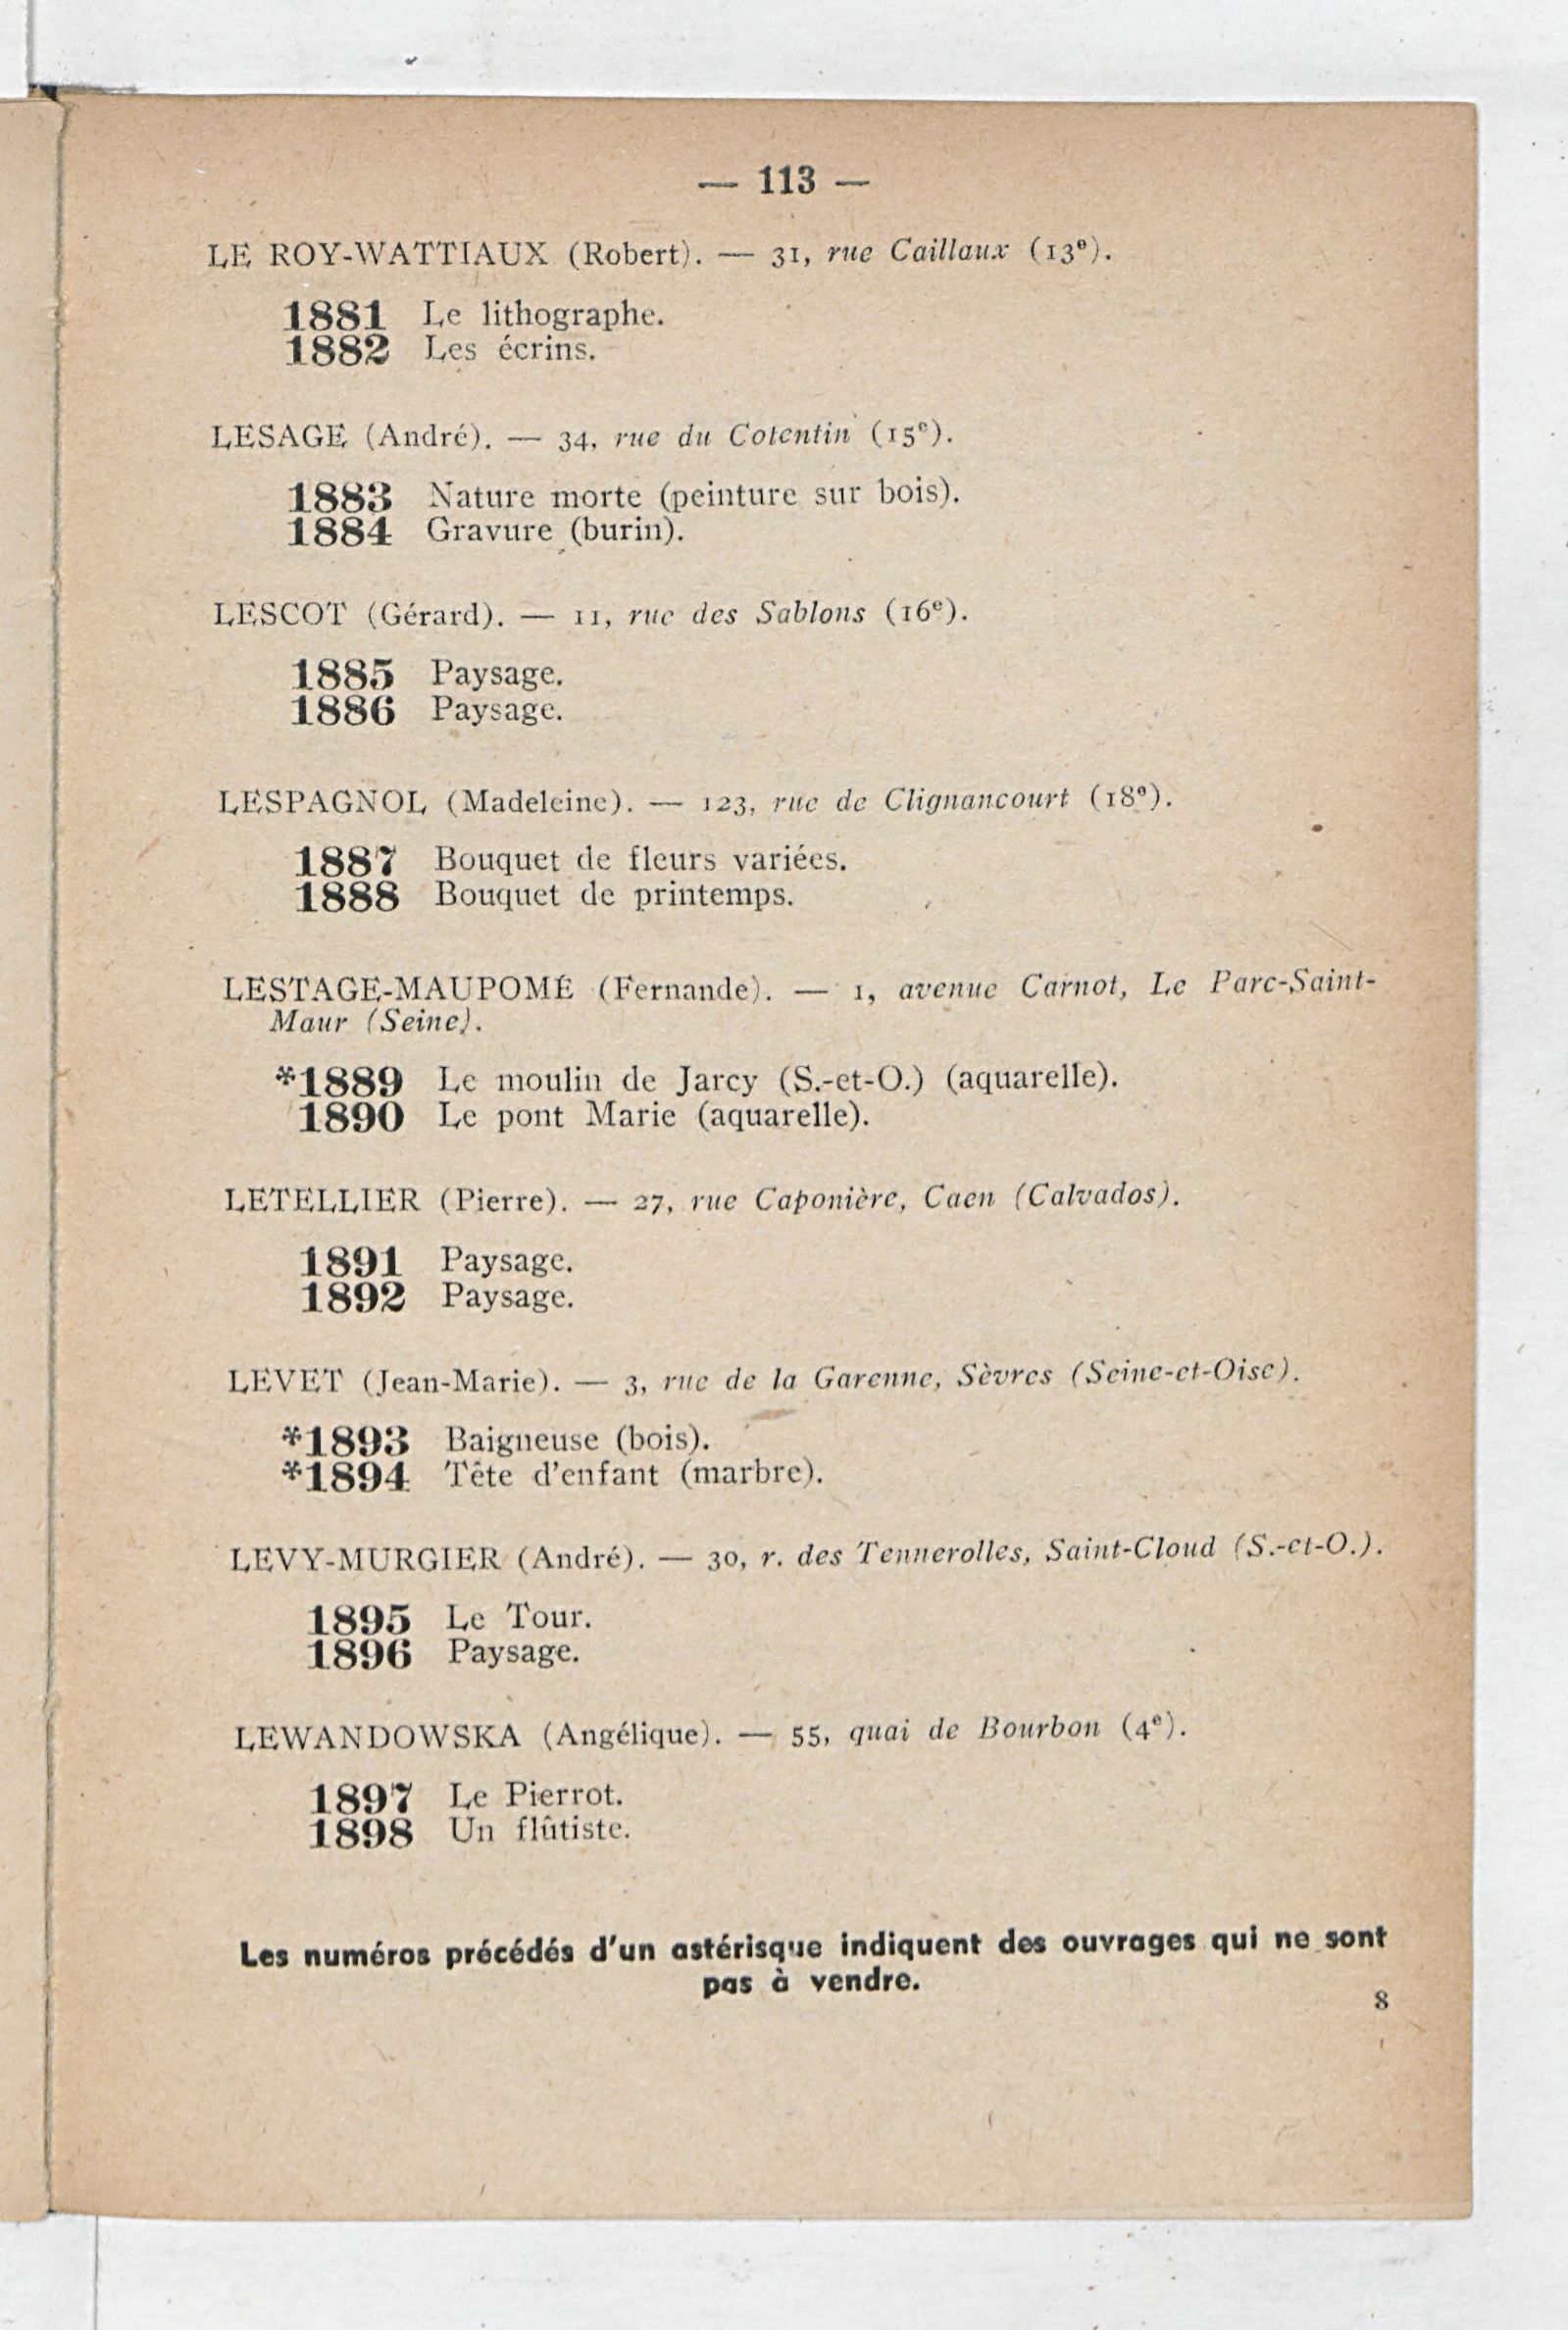 — 113 —
LE ROY-WATTIAUX (Robert). — 31, rue Caillaux (13e).
1881 Le lithographe.
1882 Les écrins.
LESAGE (André). — 34, rue du Cotentin (15e).
1883 Nature morte (peinture sur bois).
1884 Gravure (burin).
LESCOT (Gérard). — 11, rue des Sablons (16e).
1885 Paysage.
1886 Paysage.
LESPAGNOL (Madeleine). — 123, rue de Clignancourt (18e).
1887 Bouquet de fleurs variées.
1888 Bouquet de printemps.
LESTAGE-MAUPOMÉ (Fernande). — 1, avenue Carnot, Le Parc-Saint-
Maur (Seine).
*1889 Le moulin de Jarcy (S.-et-O.) (aquarelle).
1890 Le pont Marie (aquarelle).
LETELLIER (Pierre). — 27, rue Caponière, Caen (Calvados).
1891 Paysage.
1892 Paysage.
LEVET (Jean-Marie). — 3, rue de la Garenne, Sèvres (Seine-et-Oise).
*1893 Baigneuse (bois).
*1894 Tête d'enfant (marbre).
LEVY-MURGIER (André). — 30, r. des Tennerolles, Saint-Cloud (S.-et-O.).
1895 Le Tour.
1896 Paysage.
LEWANDOWSKA (Angélique). — 55, quai de Bourbon (4e).
1897 Le Pierrot.
1898 Un flûtiste.
Les numéros précédés d'un astérisque indiquent des ouvrages qui ne sont
pas à vendre.
8